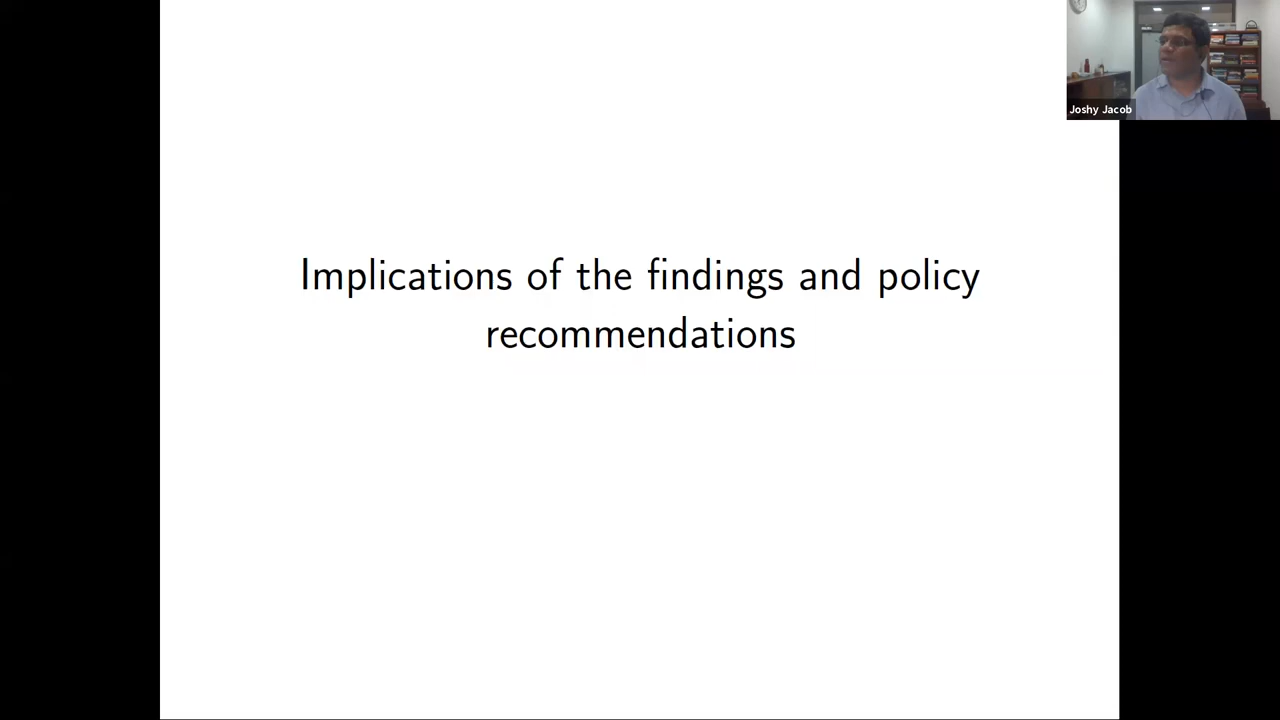 Joshy Jacob
Implications of the findings and policy
recommendations